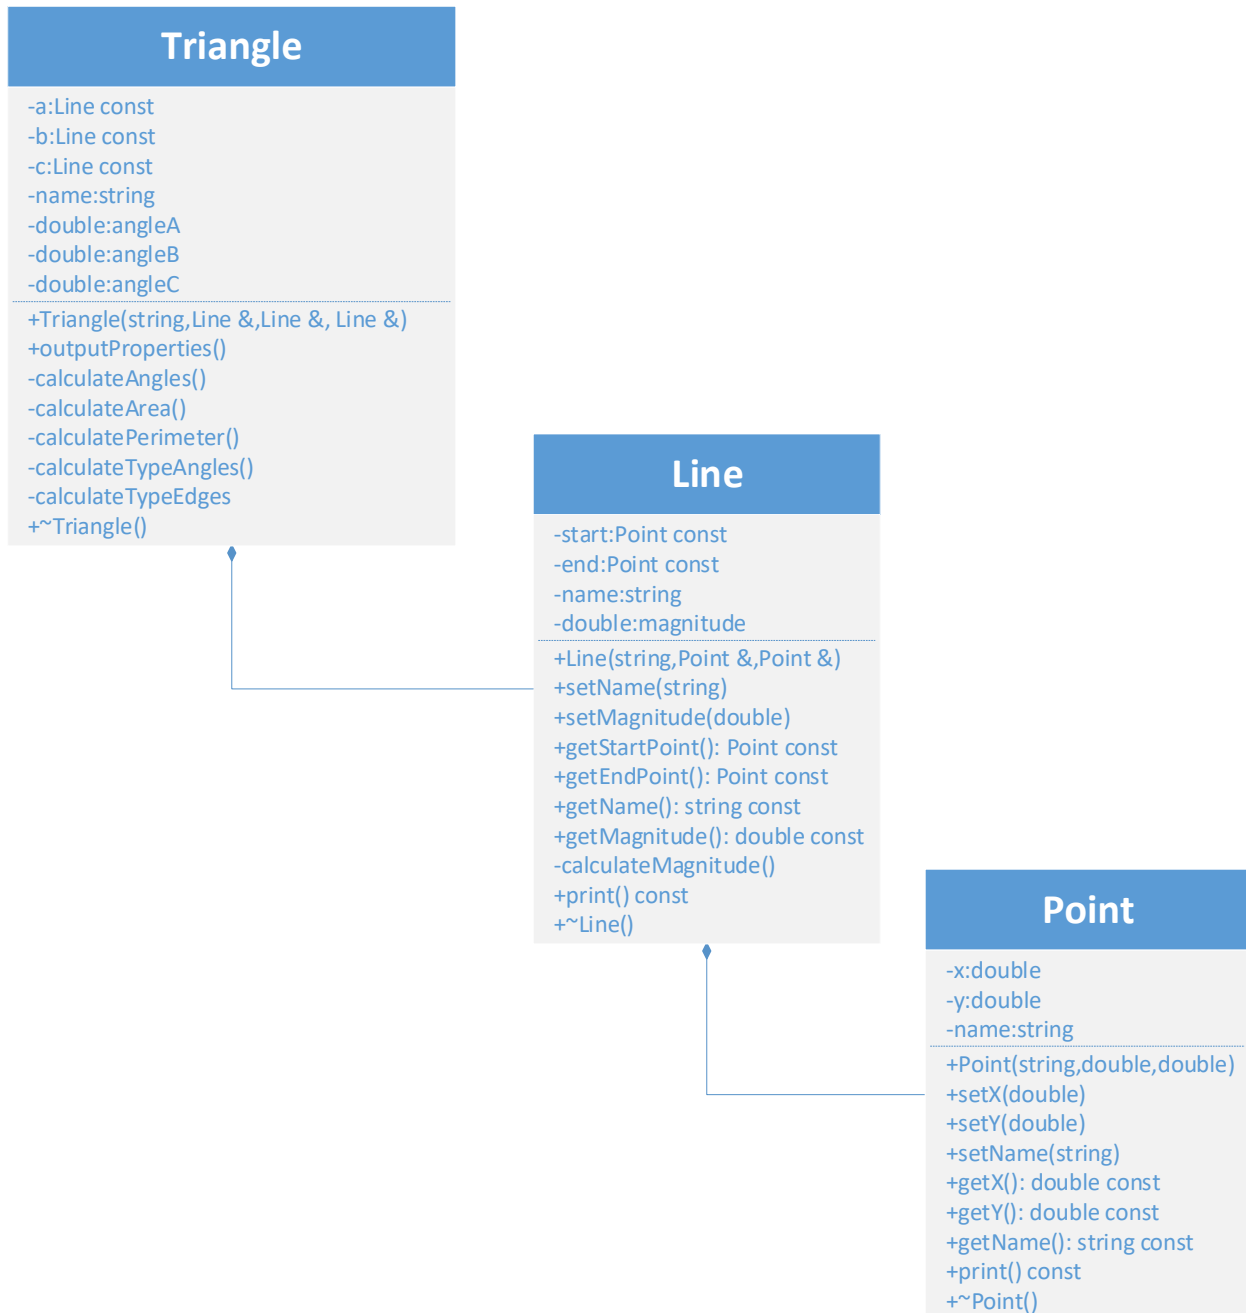 Triangle
-a:Line const
-b:Line const
-c:Line const
-name:string
-double:angleA
-double:angleB
-double:angleC
+Triangle(string,Line &,Line &, Line &)
+outputProperties()
-calculateAngles()
-calculateArea()
-calculatePerimeter()
-calculateTypeAngles()
-calculateTypeEdges
+~Triangle()
Line
-start:Point const
-end:Point const
-name:string
-double:magnitude
+Line(string,Point &,Point &)
+setName(string)
+setMagnitude(double)
+getStartPoint(): Point const
+getEndPoint(): Point const
+getName(): string const
+getMagnitude(): double const
-calculateMagnitude()
+print() const
+~Line()
Point
-x:double
-y:double
-name:string
+Point(string,double,double)
+setX(double)
+setY(double)
+setName(string)
+getX(): double const
+getY(): double const
+getName(): string const
+print() const
+~Point()